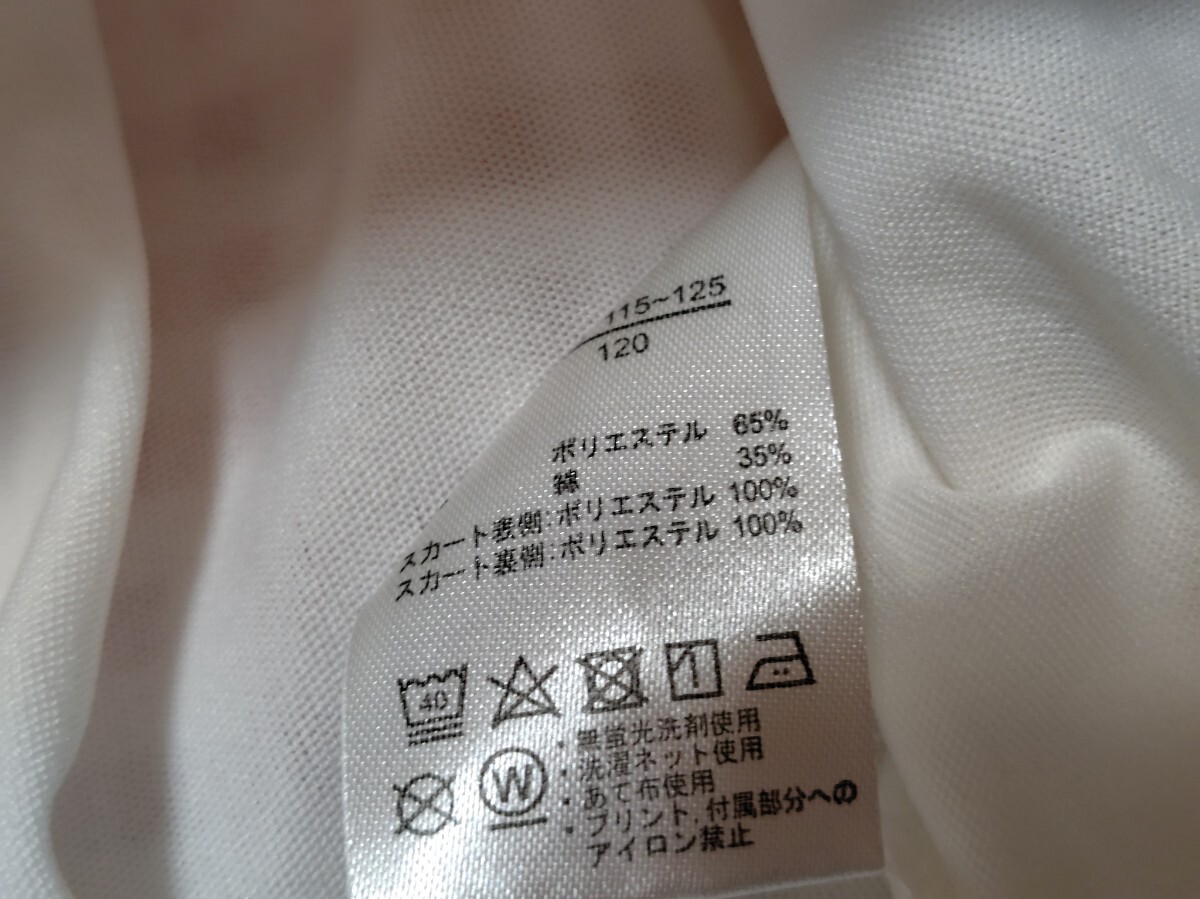 115~125
120
ポリエステル 65%
綿 35%
スカート表側:ポリエステル 100%
スカート裏側:ポリエステル 100%
40
W
・無蛍光洗剤使用
・洗濯ネット使用
・あて布使用
・プリント,付属部分への
アイロン禁止